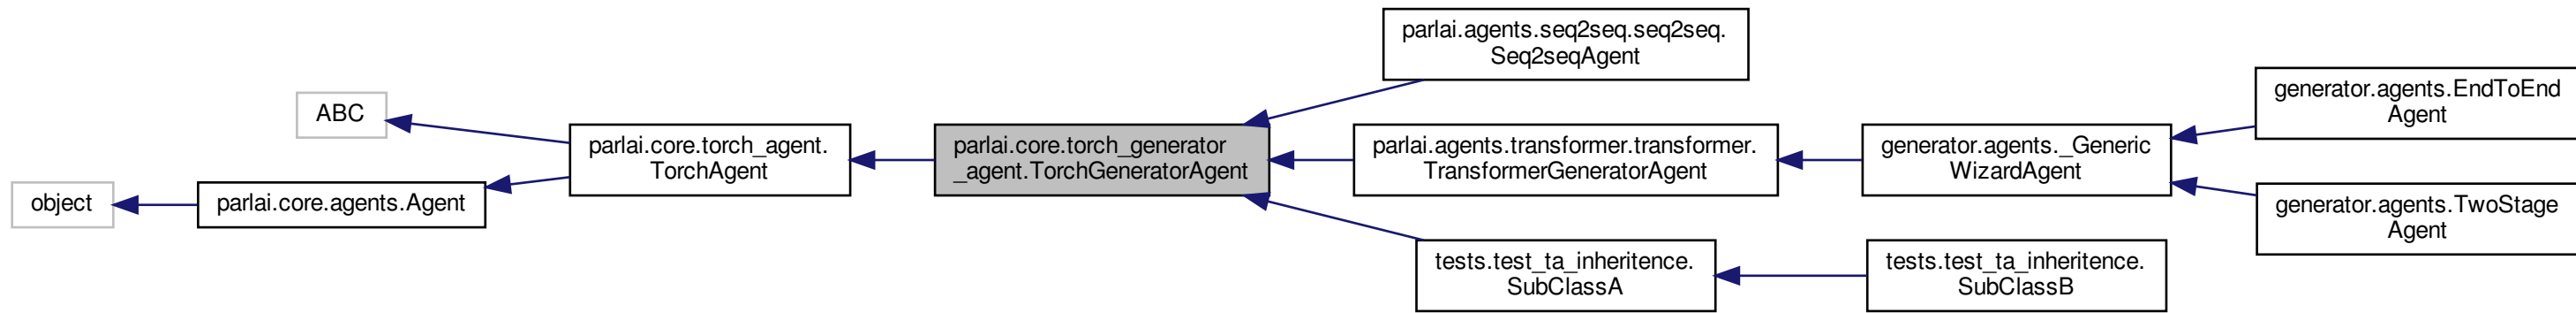 object
ABC
parlai.core.agents.Agent
parlai.core.torch_agent.
TorchAgent
parlai.core.torch_generator
_agent.TorchGeneratorAgent
parlai.agents.seq2seq.seq2seq.
Seq2seqAgent
parlai.agents.transformer.transformer.
TransformerGeneratorAgent
tests.test_ta_inheritence.
SubClassA
generator.agents._Generic
WizardAgent
tests.test_ta_inheritence.
SubClassB
generator.agents.EndToEnd
Agent
generator.agents.TwoStage
Agent